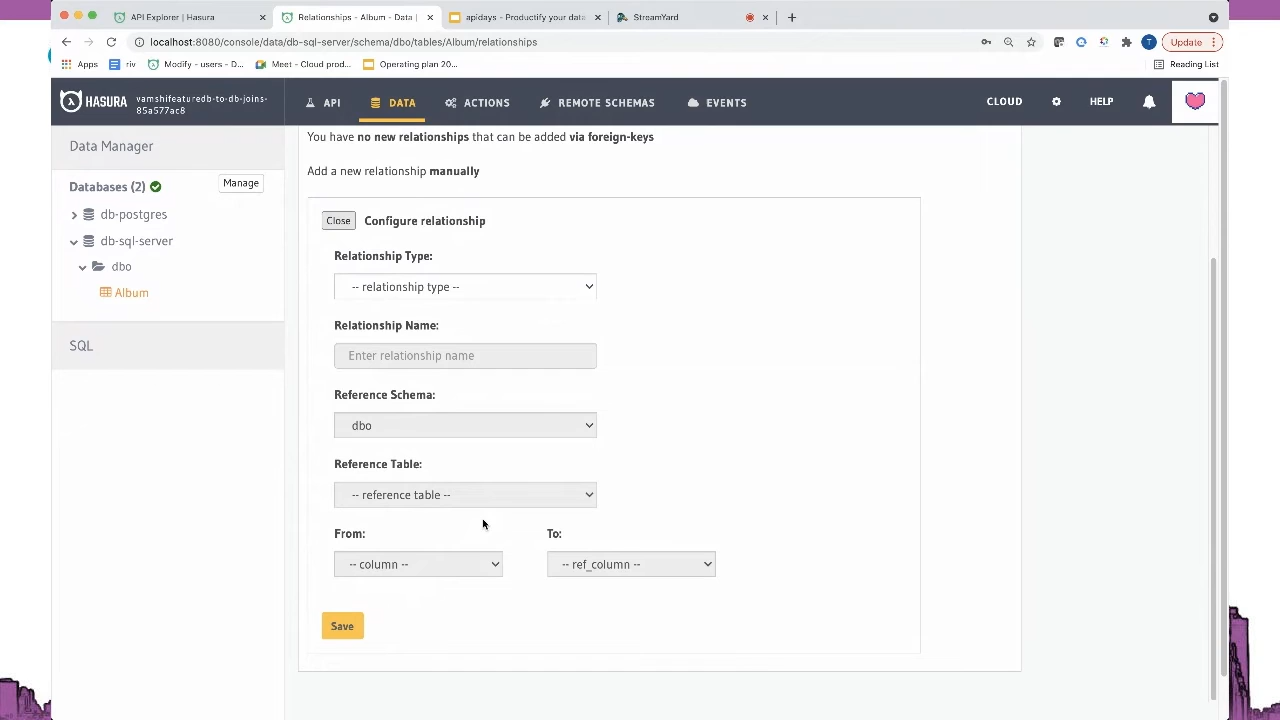 API Explorer | Hasura
Relationships - Album - Data |
apidays - Productify your data
StreamYard
localhost:8080/console/data/db-sql-server/schema/dbo/tables/Album/relationships
T
Update
Apps
riv
Modify - users - D...
Meet - Cloud prod...
Operating plan 20...
Reading List
HASURA
vamshifeaturedb-to-db-joins-
85a577ac8
API
DATA
ACTIONS
REMOTE SCHEMAS
EVENTS
CLOUD
HELP
Data Manager
Databases (2)
Manage
db-postgres
db-sql-server
dbo
Album
SQL
You have no new relationships that can be added via foreign-keys
Add a new relationship manually
Close
Configure relationship
Relationship Type:
-- relationship type --
Relationship Name:
Enter relationship name
Reference Schema:
dbo
Reference Table:
-- reference table --
From:
To:
-- column --
-- ref_column --
Save